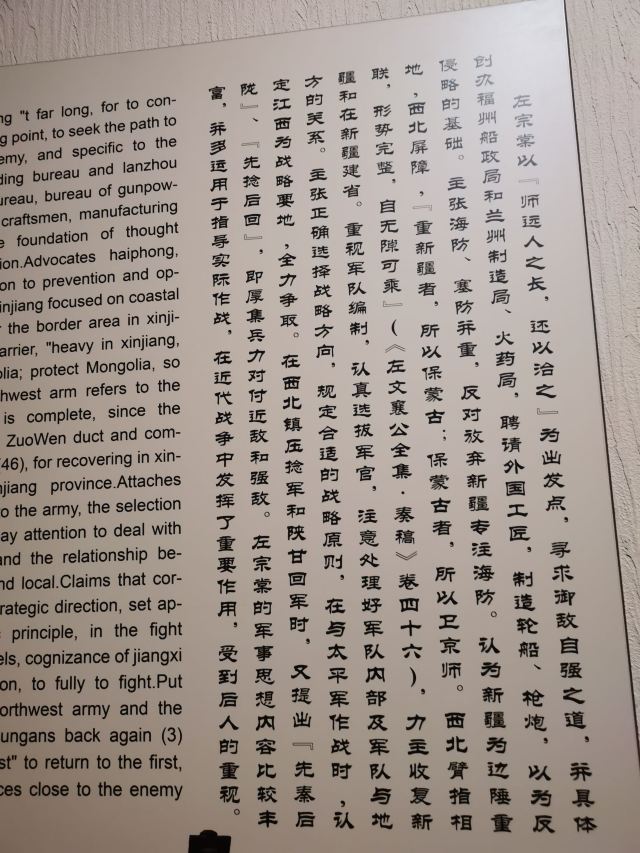 ng "t far long, for to con-
g point, to seek the path to
emy, and specific to the
ding bureau and lanzhou
ureau, bureau of gunpow-
craftsmen, manufacturing
e foundation of thought
ion.Advocates haiphong,
on to prevention and op-
injiang focused on coastal
r the border area in xinji-
arrier, "heavy in xinjiang,
olia; protect Mongolia, so
hwest arm refers to the
is complete, since the
ZuoWen duct and com-
46), for recovering in xin-
njiang province.Attaches
o the army, the selection
ay attention to deal with
and the relationship be-
nd local.Claims that cor-
rategic direction, set ap-
principle, in the fight
els, cognizance of jiangxi
on, to fully to fight.Put
orthwest army and the
ungans back again (3)
st" to return to the first,
ces close to the enemy
左宗棠以『师远人之长，还以治之』为出发点，寻求御敌自强之道，并具体
创办福州船政局和兰州制造局、火药局，聘请外国工匠，制造轮船、枪炮，以为反
侵略的基础。主张海防、塞防并重，反对放弃新疆专注海防。认为新疆为边陲重
地，西北屏障，『重新疆者，所以保蒙古；保蒙古者，所以卫京师。西北臂指相
联，形势完整，自无隙可乘』(《左文襄公全集·奏稿》卷四十六)，力主收复新
疆和在新疆建省。重视军队编制，认真选拔军官，注意处理好军队内部及军队与地
方的关系。主张正确选择战略方向，规定合适的战略原则，在与太平军作战时，认
定江西为战略要地，全力争取。在西北镇压捻军和陕甘回军时，又提出『先秦后
陇』、『先捻后回』，即厚集兵力对付近敌和强敌。左宗棠的军事思想内容比较丰
富，并多运用于指导实际作战，在近代战争中发挥了重要作用，受到后人的重视。